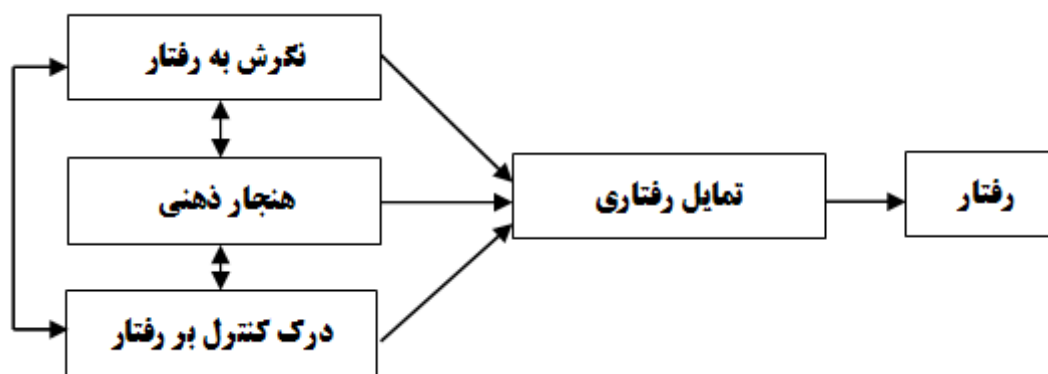 نگرش به رفتار
هنجار ذهنی
درک کنترل بر رفتار
تمایل رفتاری
رفتار